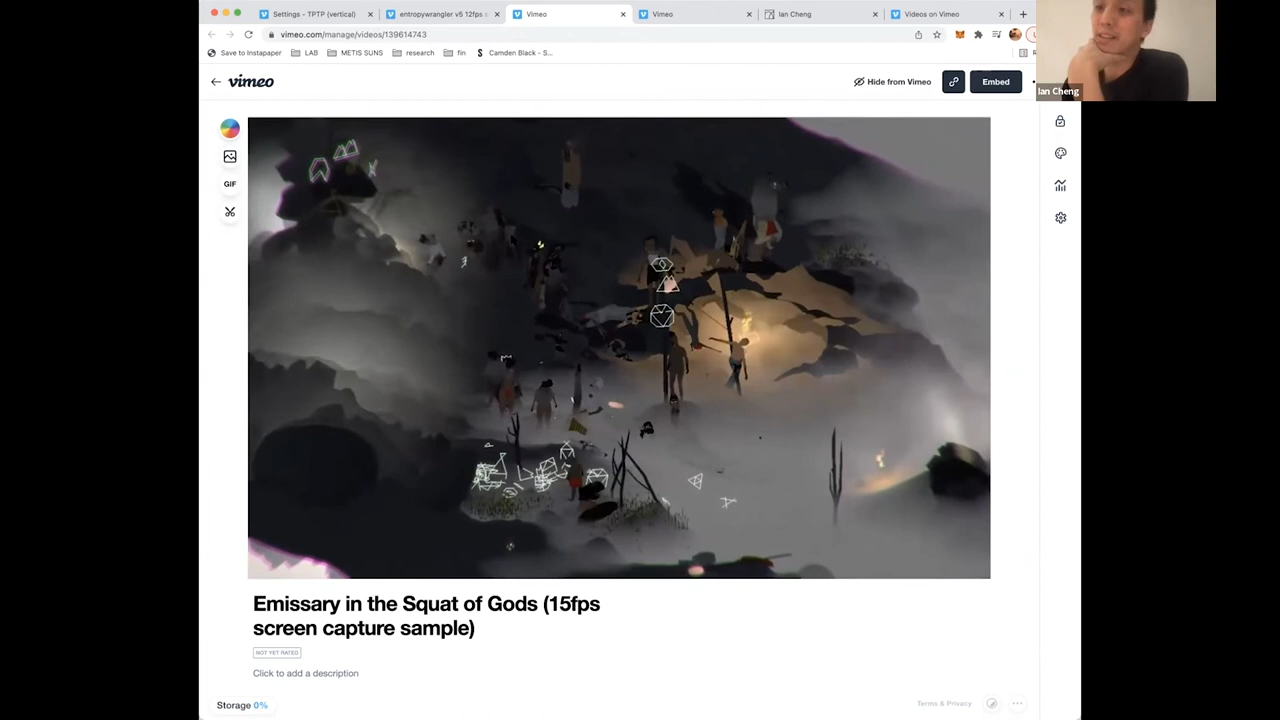 Settings - TPTP (vertical)
entropywrangler v5 12fps s
Vimeo
Vimeo
Ian Cheng
Videos on Vimeo
vimeo.com/manage/videos/139614743
Save to Instapaper
LAB
METIS SUNS
research
fin
Camden Black - S...
vimeo
Hide from Vimeo
Embed
Ian Cheng
GIF
Emissary in the Squat of Gods (15fps
screen capture sample)
NOT YET RATED
Click to add a description
Storage 0%
Terms & Privacy